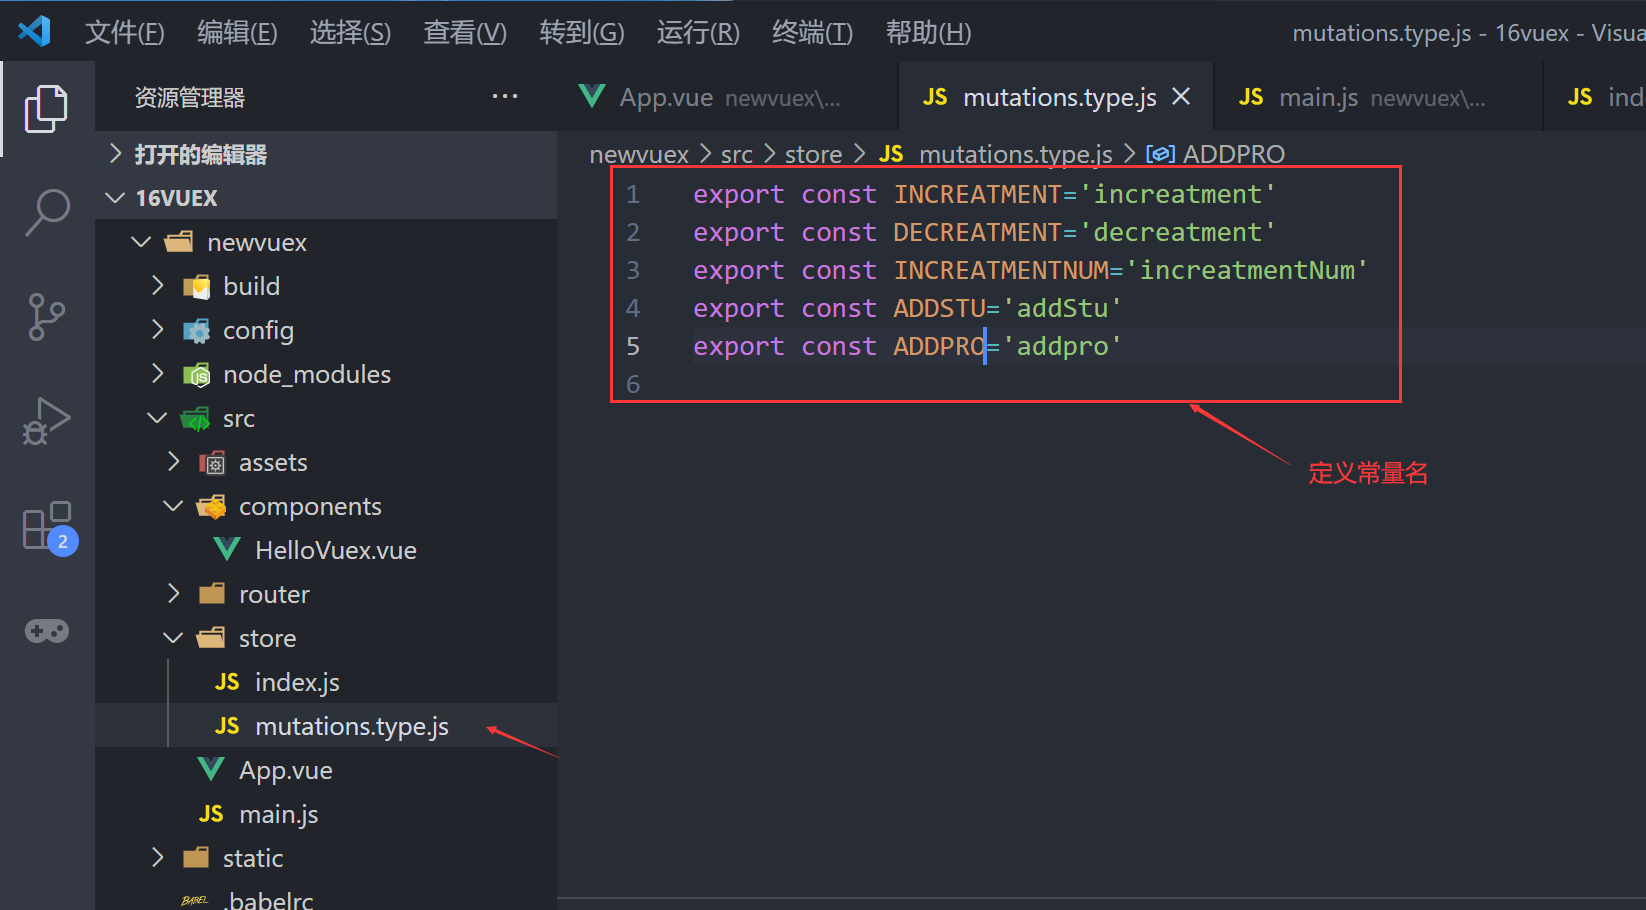 文件(F) 编辑(E) 选择(S) 查看(V) 转到(G) 运行(R) 终端(T) 帮助(H) mutations.type.js - 16vuex - Visua
资源管理器 ···
App.vue newvuex\... JS mutations.type.js JS main.js newvuex\... JS ind
打开的编辑器
16VUEX
newvuex
build
config
node_modules
src
assets
components
HelloVuex.vue
router
store
JS index.js
JS mutations.type.js
App.vue
JS main.js
static
BABEL .babelrc
2
newvuex > src > store > JS mutations.type.js > ADDPRO
1 export const INCREATMENT='increatment'
2 export const DECREATMENT='decreatment'
3 export const INCREATMENTNUM='increatmentNum'
4 export const ADDSTU='addStu'
5 export const ADDPRO='addpro'
6
定义常量名